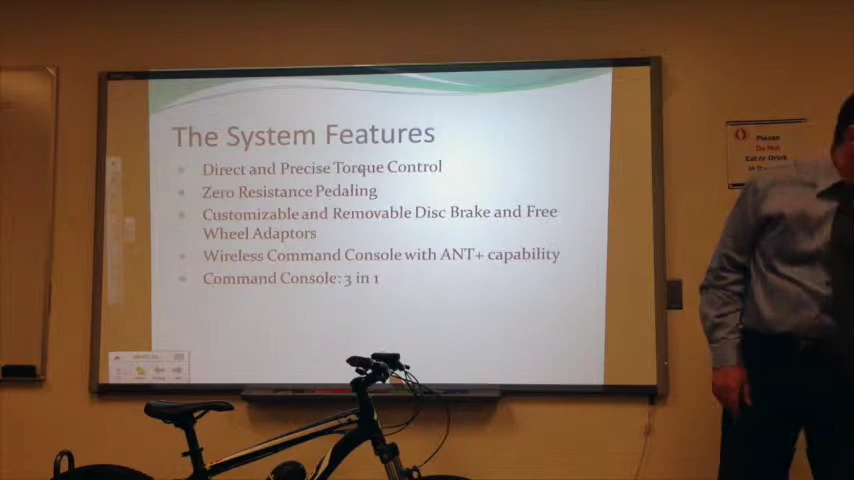 The System Features
Direct and Precise Torque Control
Zero Resistance Pedaling
Customizable and Removable Disc Brake and Free
Wheel Adaptors
Wireless Command Console with ANT+ capability
Command Console: 3 in 1
Please
Do Not
Eat or Drink